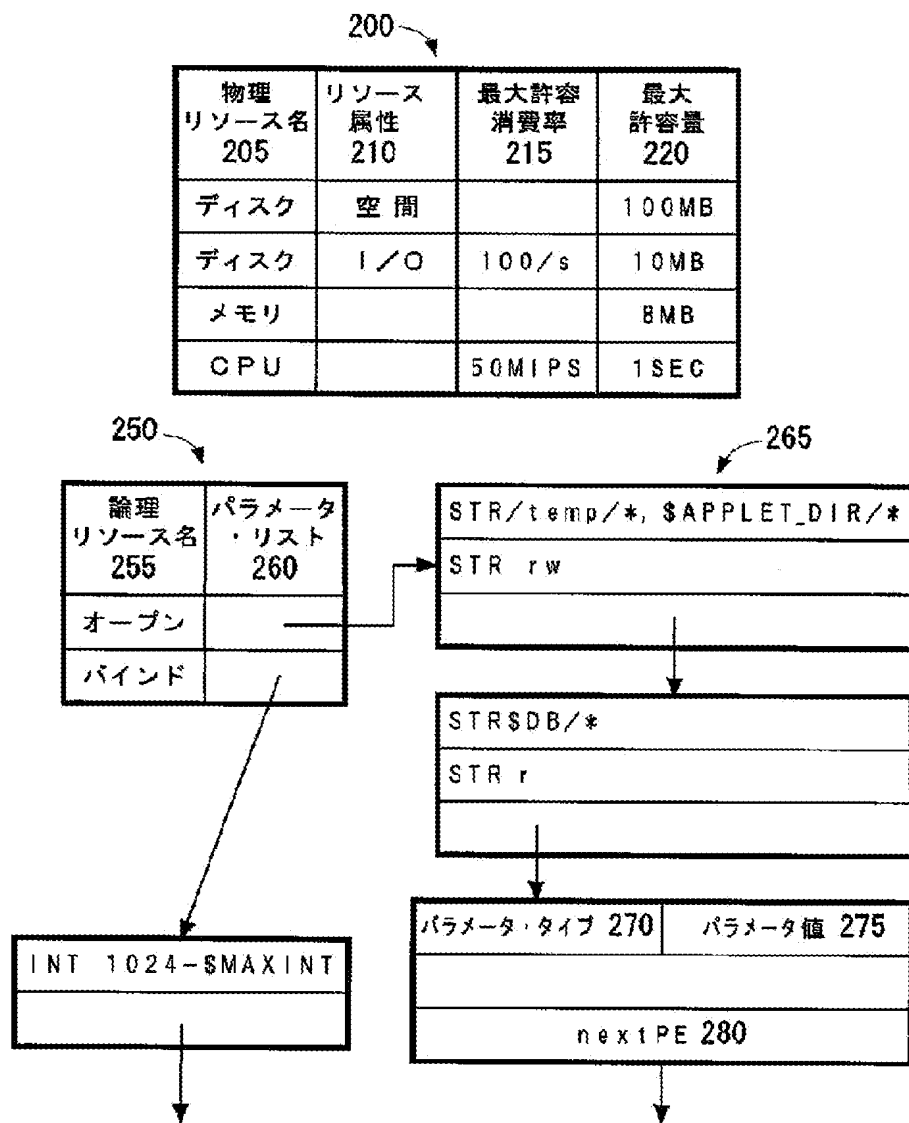 200
物理
リソース名
205
リソース
属性
210
最大許容
消費率
215
最大
許容量
220
ディスク 空間 100MB
ディスク I/O 100/s 10MB
メモリ 8MB
CPU 50MIPS 1SEC
250
論理
リソース名
255
パラメータ
・リスト
260
オープン
バインド
265
STR/temp/*, $APPLET_DIR/*
STR rw
STR$DB/*
STR r
パラメータ・タイプ 270 パラメータ値 275
nextPE 280
INT 1024-$MAXINT